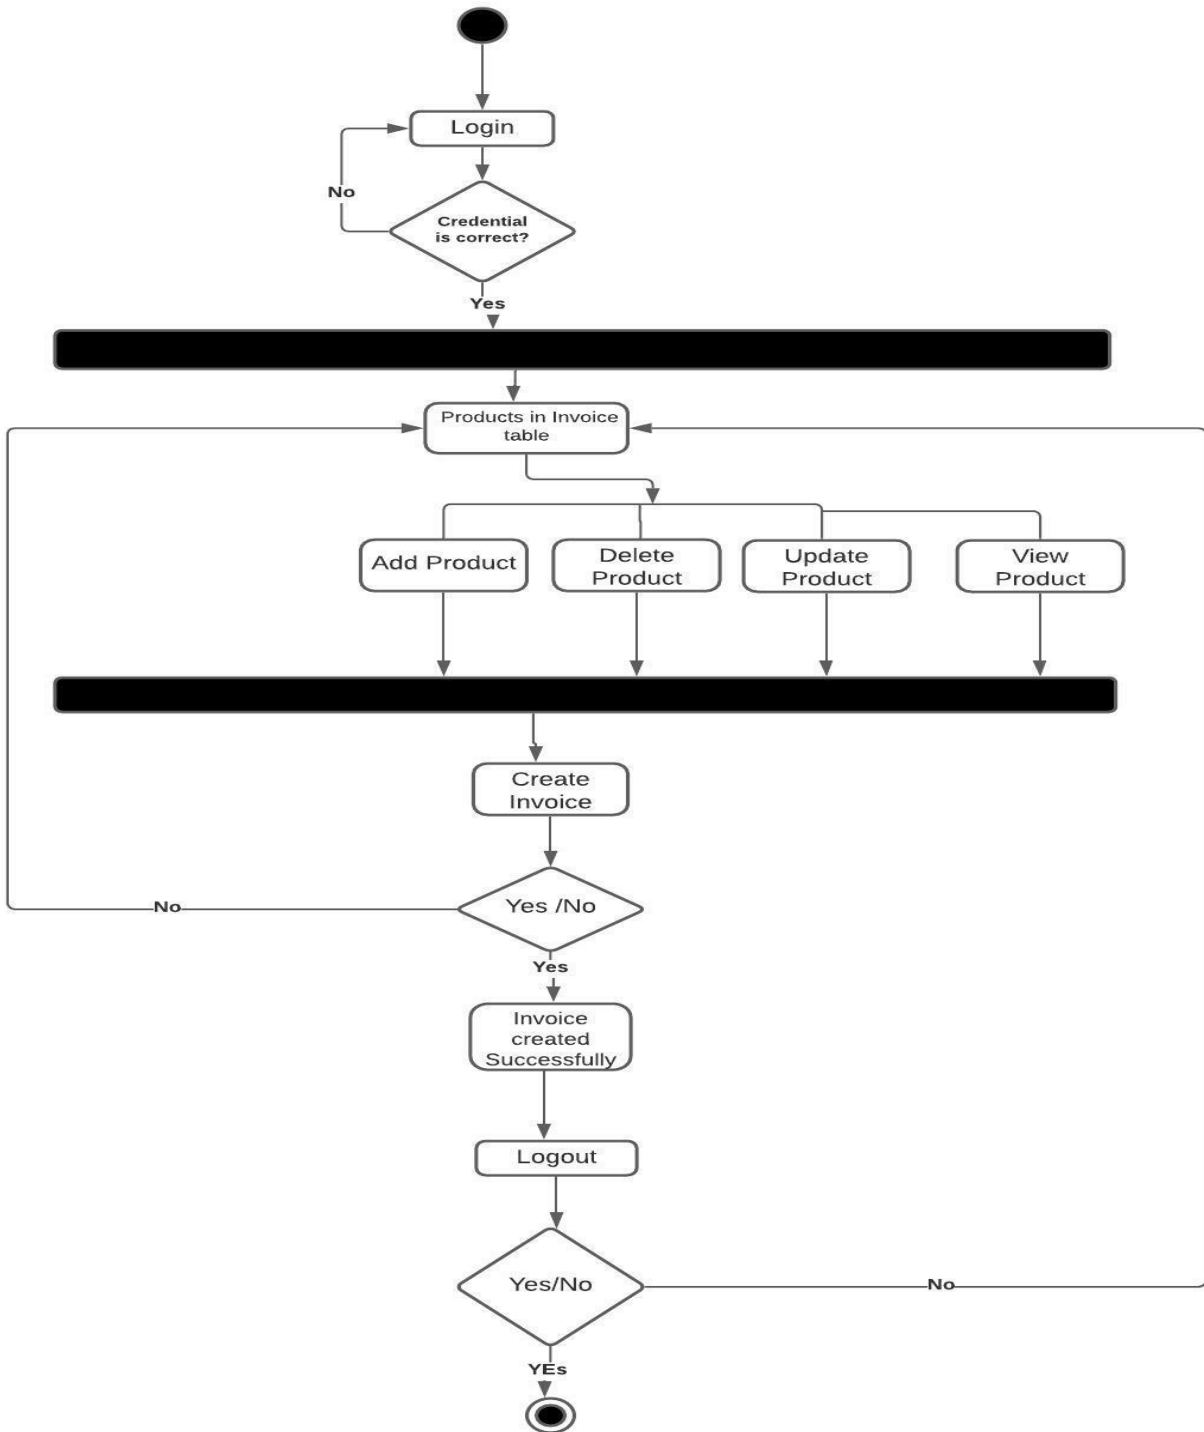 Login
No
Credential
is correct?
Yes
Products in Invoice
table
Add Product
Delete
Product
Update
Product
View
Product
Create
Invoice
Yes /No
No
Yes
Invoice
created
Successfully
Logout
Yes/No
No
YEs